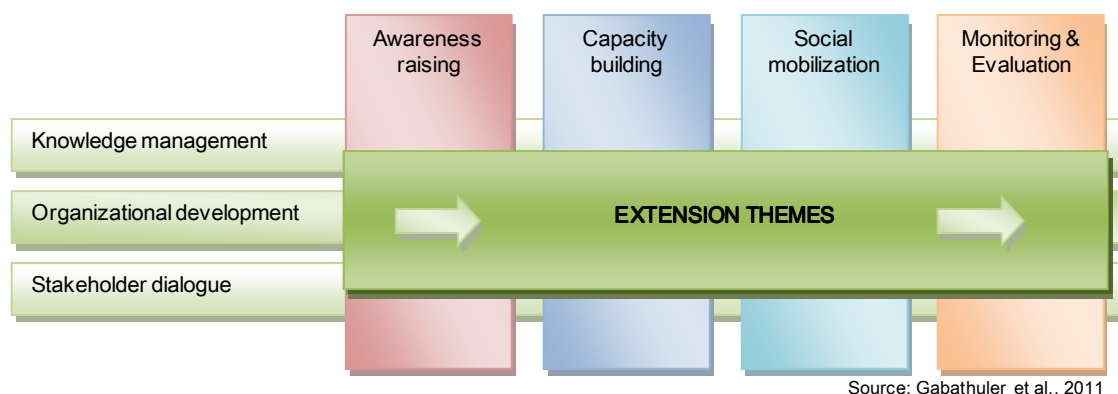 Awareness
raising
Capacity
building
Social
mobilization
Monitoring &
Evaluation
Knowledge management
Organizational development
EXTENSION THEMES
Stakeholder dialogue
Source: Gabathuler et al., 2011